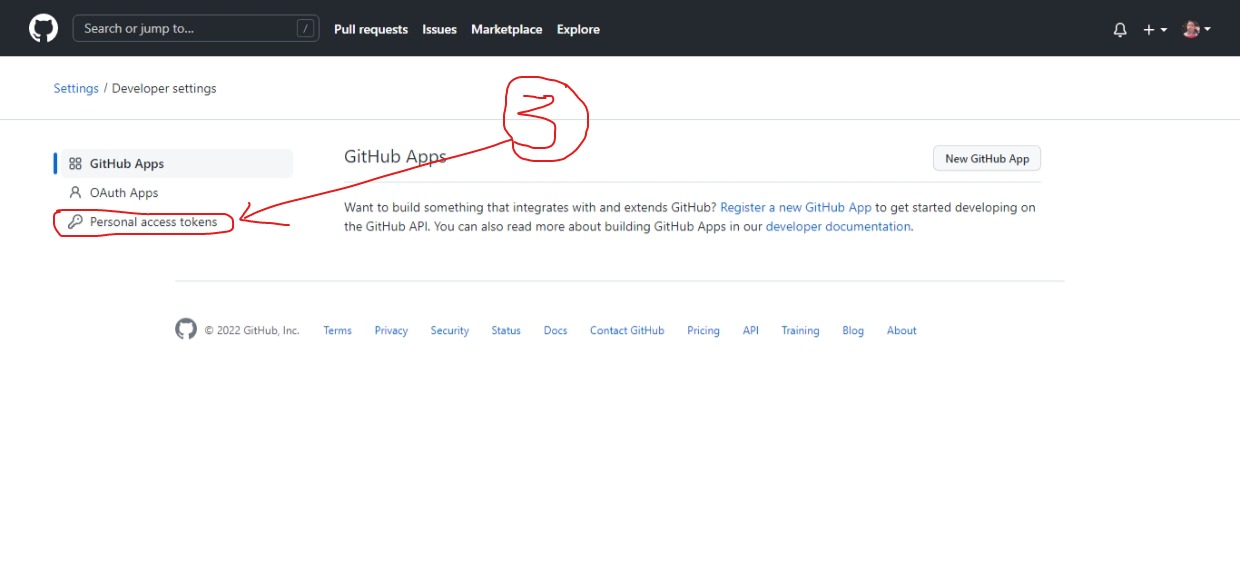 Search or jump to... /
Pull requests Issues Marketplace Explore
Settings / Developer settings
3
GitHub Apps
OAuth Apps
Personal access tokens
GitHub Apps
New GitHub App
Want to build something that integrates with and extends GitHub? Register a new GitHub App to get started developing on
the GitHub API. You can also read more about building GitHub Apps in our developer documentation.
© 2022 GitHub, Inc. Terms Privacy Security Status Docs Contact GitHub Pricing API Training Blog About